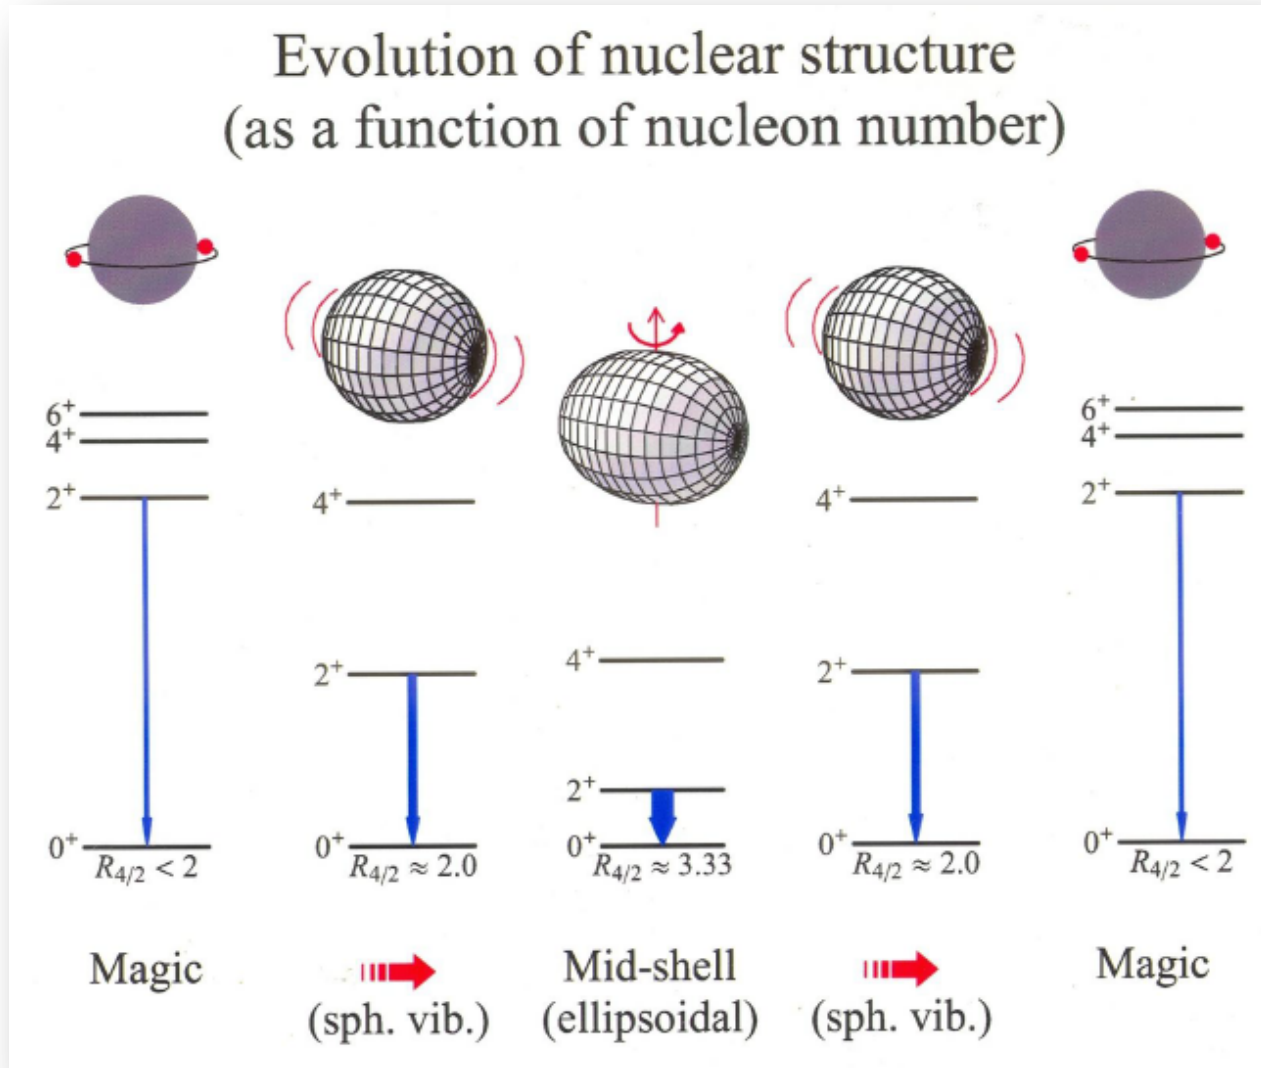 Evolution of nuclear structure
(as a function of nucleon number)
6⁺
4⁺
2⁺
0⁺
R₄/₂ < 2
Magic
4⁺
2⁺
0⁺
R₄/₂ ≈ 2.0
(sph. vib.)
4⁺
2⁺
0⁺
R₄/₂ ≈ 3.33
Mid-shell
(ellipsoidal)
4⁺
2⁺
0⁺
R₄/₂ ≈ 2.0
(sph. vib.)
6⁺
4⁺
2⁺
0⁺
R₄/₂ < 2
Magic